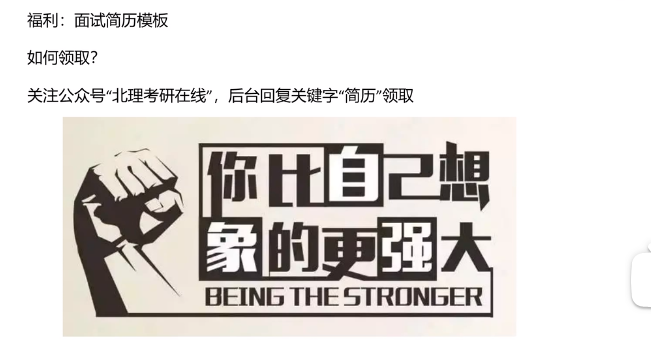 福利：面试简历模板
如何领取？
关注公众号“北理考研在线”，后台回复关键字“简历”领取
你比自己想
象的更强大
BEING THE STRONGER